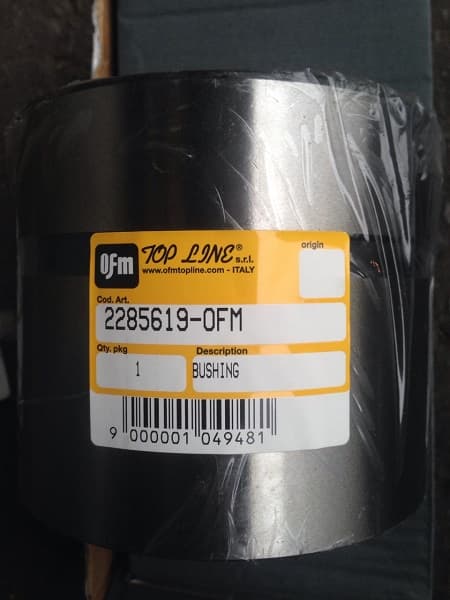 OFm TOP LINE® s.r.l.
www.ofmtopline.com - ITALY
origin
Cod. Art.
2285619-OFM
Qty. pkg
Description
1
BUSHING
9 000001 049481